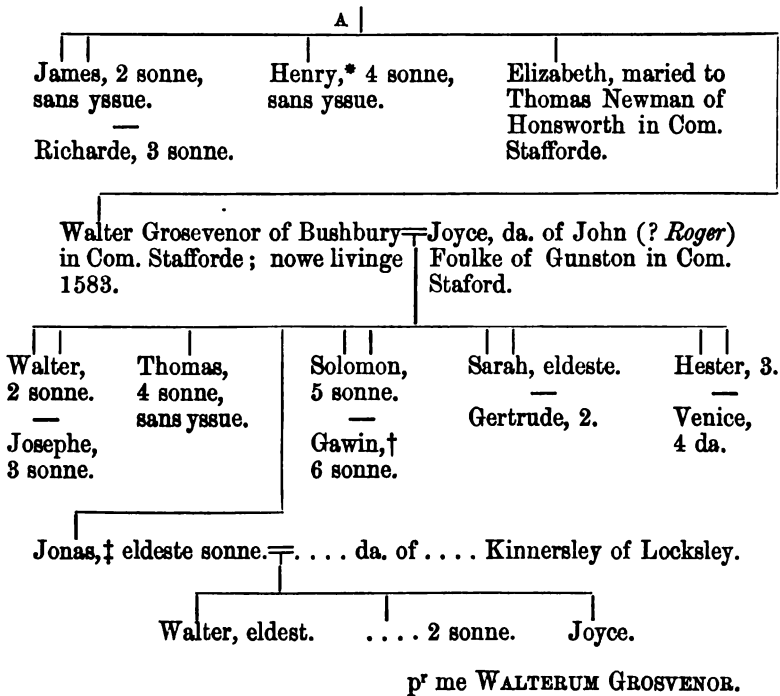 A
James, 2 sonne,
sans yssue.
Richarde, 3 sonne.
Henry,* 4 sonne,
sans yssue.
Elizabeth, maried to
Thomas Newman of
Honsworth in Com.
Stafforde.
Walter Grosevenor of Bushbury
in Com. Stafforde; nowe livinge
1583.
Joyce, da. of John (? Roger)
Foulke of Gunston in Com.
Staford.
Walter,
2 sonne.
Josephe,
3 sonne.
Thomas,
4 sonne,
sans yssue.
Solomon,
5 sonne.
Gawin,†
6 sonne.
Sarah, eldeste.
Gertrude, 2.
Hester, 3.
Venice,
4 da.
Jonas,‡ eldeste sonne.=.... da. of .... Kinnersley of Locksley.
Walter, eldest.
.... 2 sonne.
Joyce.
pʳ me WALTERUM GROSVENOR.